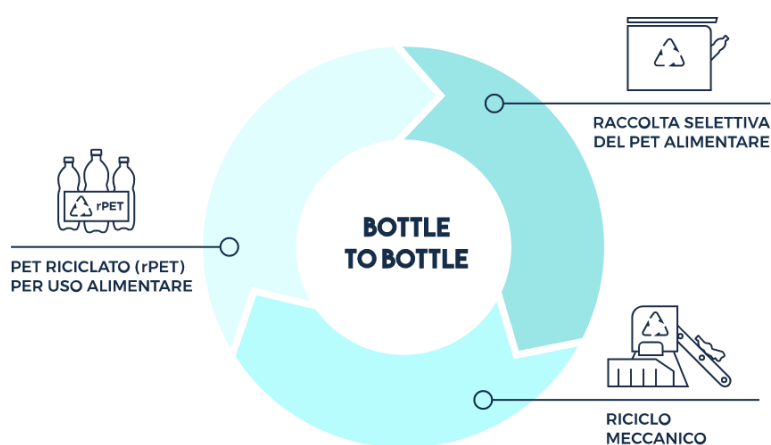 RACCOLTA SELETTIVA
DEL PET ALIMENTARE
rPET
BOTTLE
TO BOTTLE
PET RICICLATO (rPET)
PER USO ALIMENTARE
RICICLO
MECCANICO